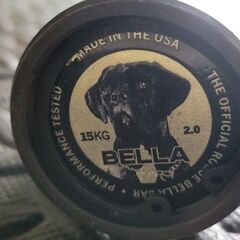 MADE IN THE USA
15KG
2.0
BELLA
THE OFFICIAL ROGUE BELLA BAR • PERFORMANCE TESTED